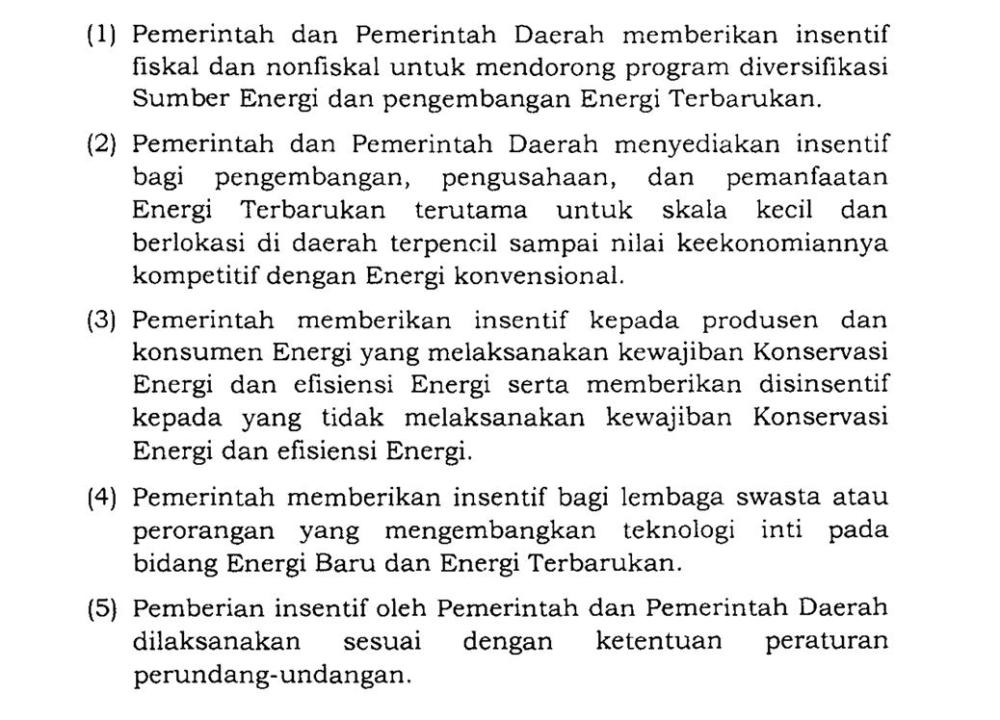 (1) Pemerintah dan Pemerintah Daerah memberikan insentif
fiskal dan nonfiskal untuk mendorong program diversifikasi
Sumber Energi dan pengembangan Energi Terbarukan.
(2) Pemerintah dan Pemerintah Daerah menyediakan insentif
bagi pengembangan, pengusahaan, dan pemanfaatan
Energi Terbarukan terutama untuk skala kecil dan
berlokasi di daerah terpencil sampai nilai keekonomiannya
kompetitif dengan Energi konvensional.
(3) Pemerintah memberikan insentif kepada produsen dan
konsumen Energi yang melaksanakan kewajiban Konservasi
Energi dan efisiensi Energi serta memberikan disinsentif
kepada yang tidak melaksanakan kewajiban Konservasi
Energi dan efisiensi Energi.
(4) Pemerintah memberikan insentif bagi lembaga swasta atau
perorangan yang mengembangkan teknologi inti pada
bidang Energi Baru dan Energi Terbarukan.
(5) Pemberian insentif oleh Pemerintah dan Pemerintah Daerah
dilaksanakan sesuai dengan ketentuan peraturan
perundang-undangan.